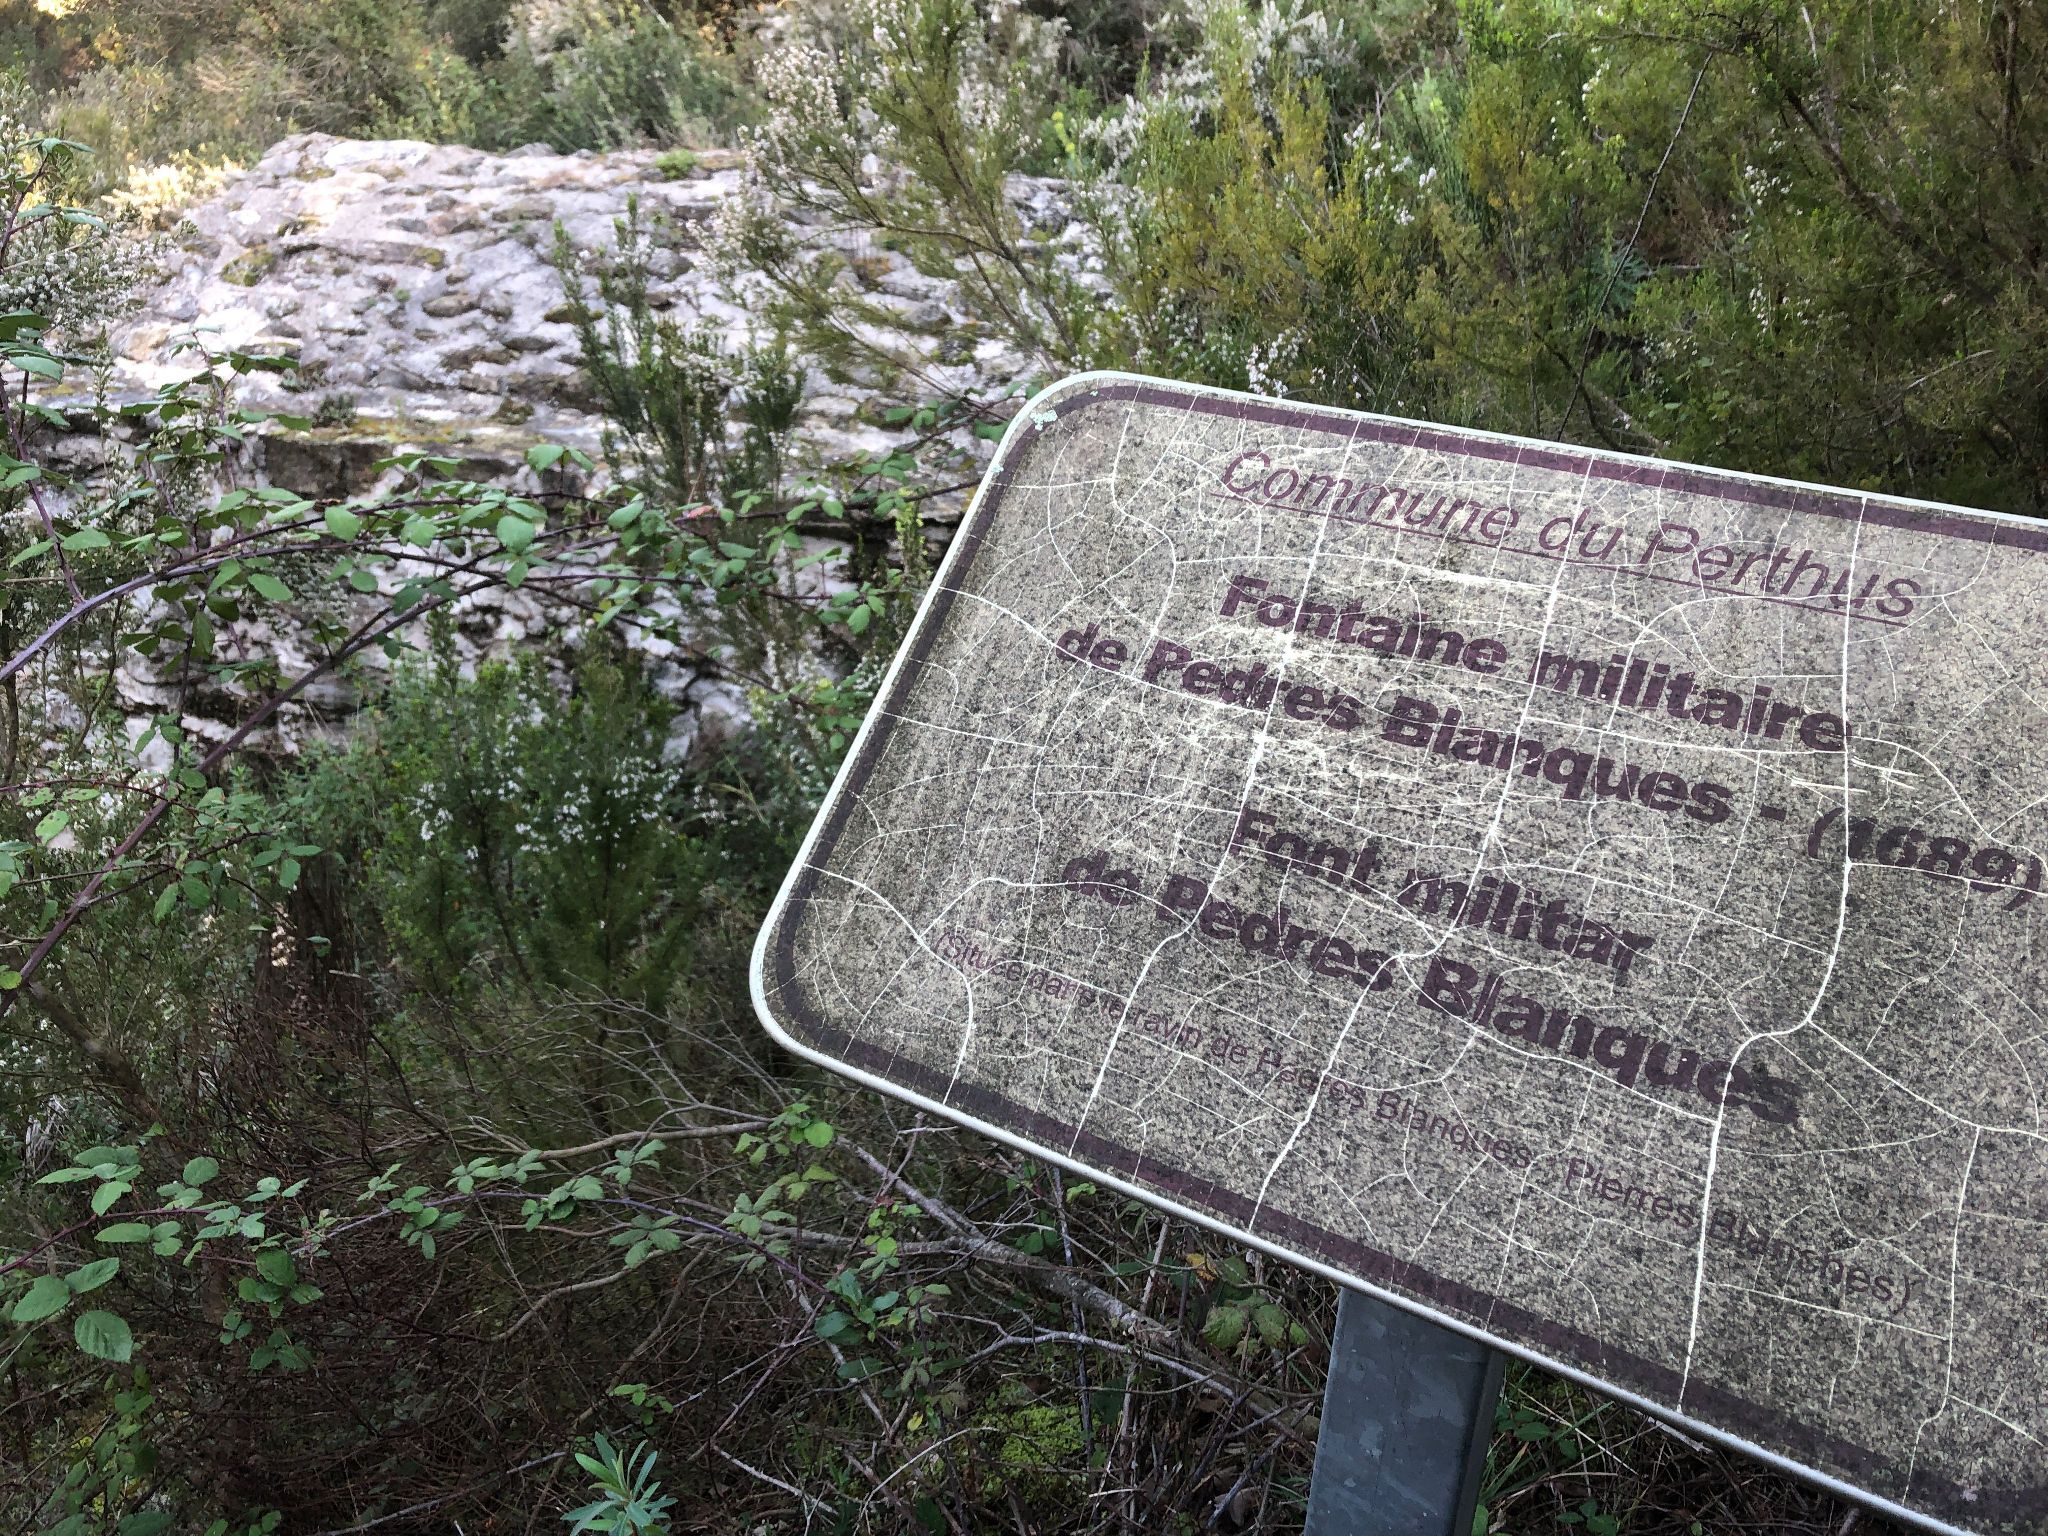 Commune du Perthus
Fontaine militaire
de Pedres Blanques - (1689)
Font militar
de Pedres Blanques
(Située dans le ravin de Pedres Blanques - Pierres Blanches)